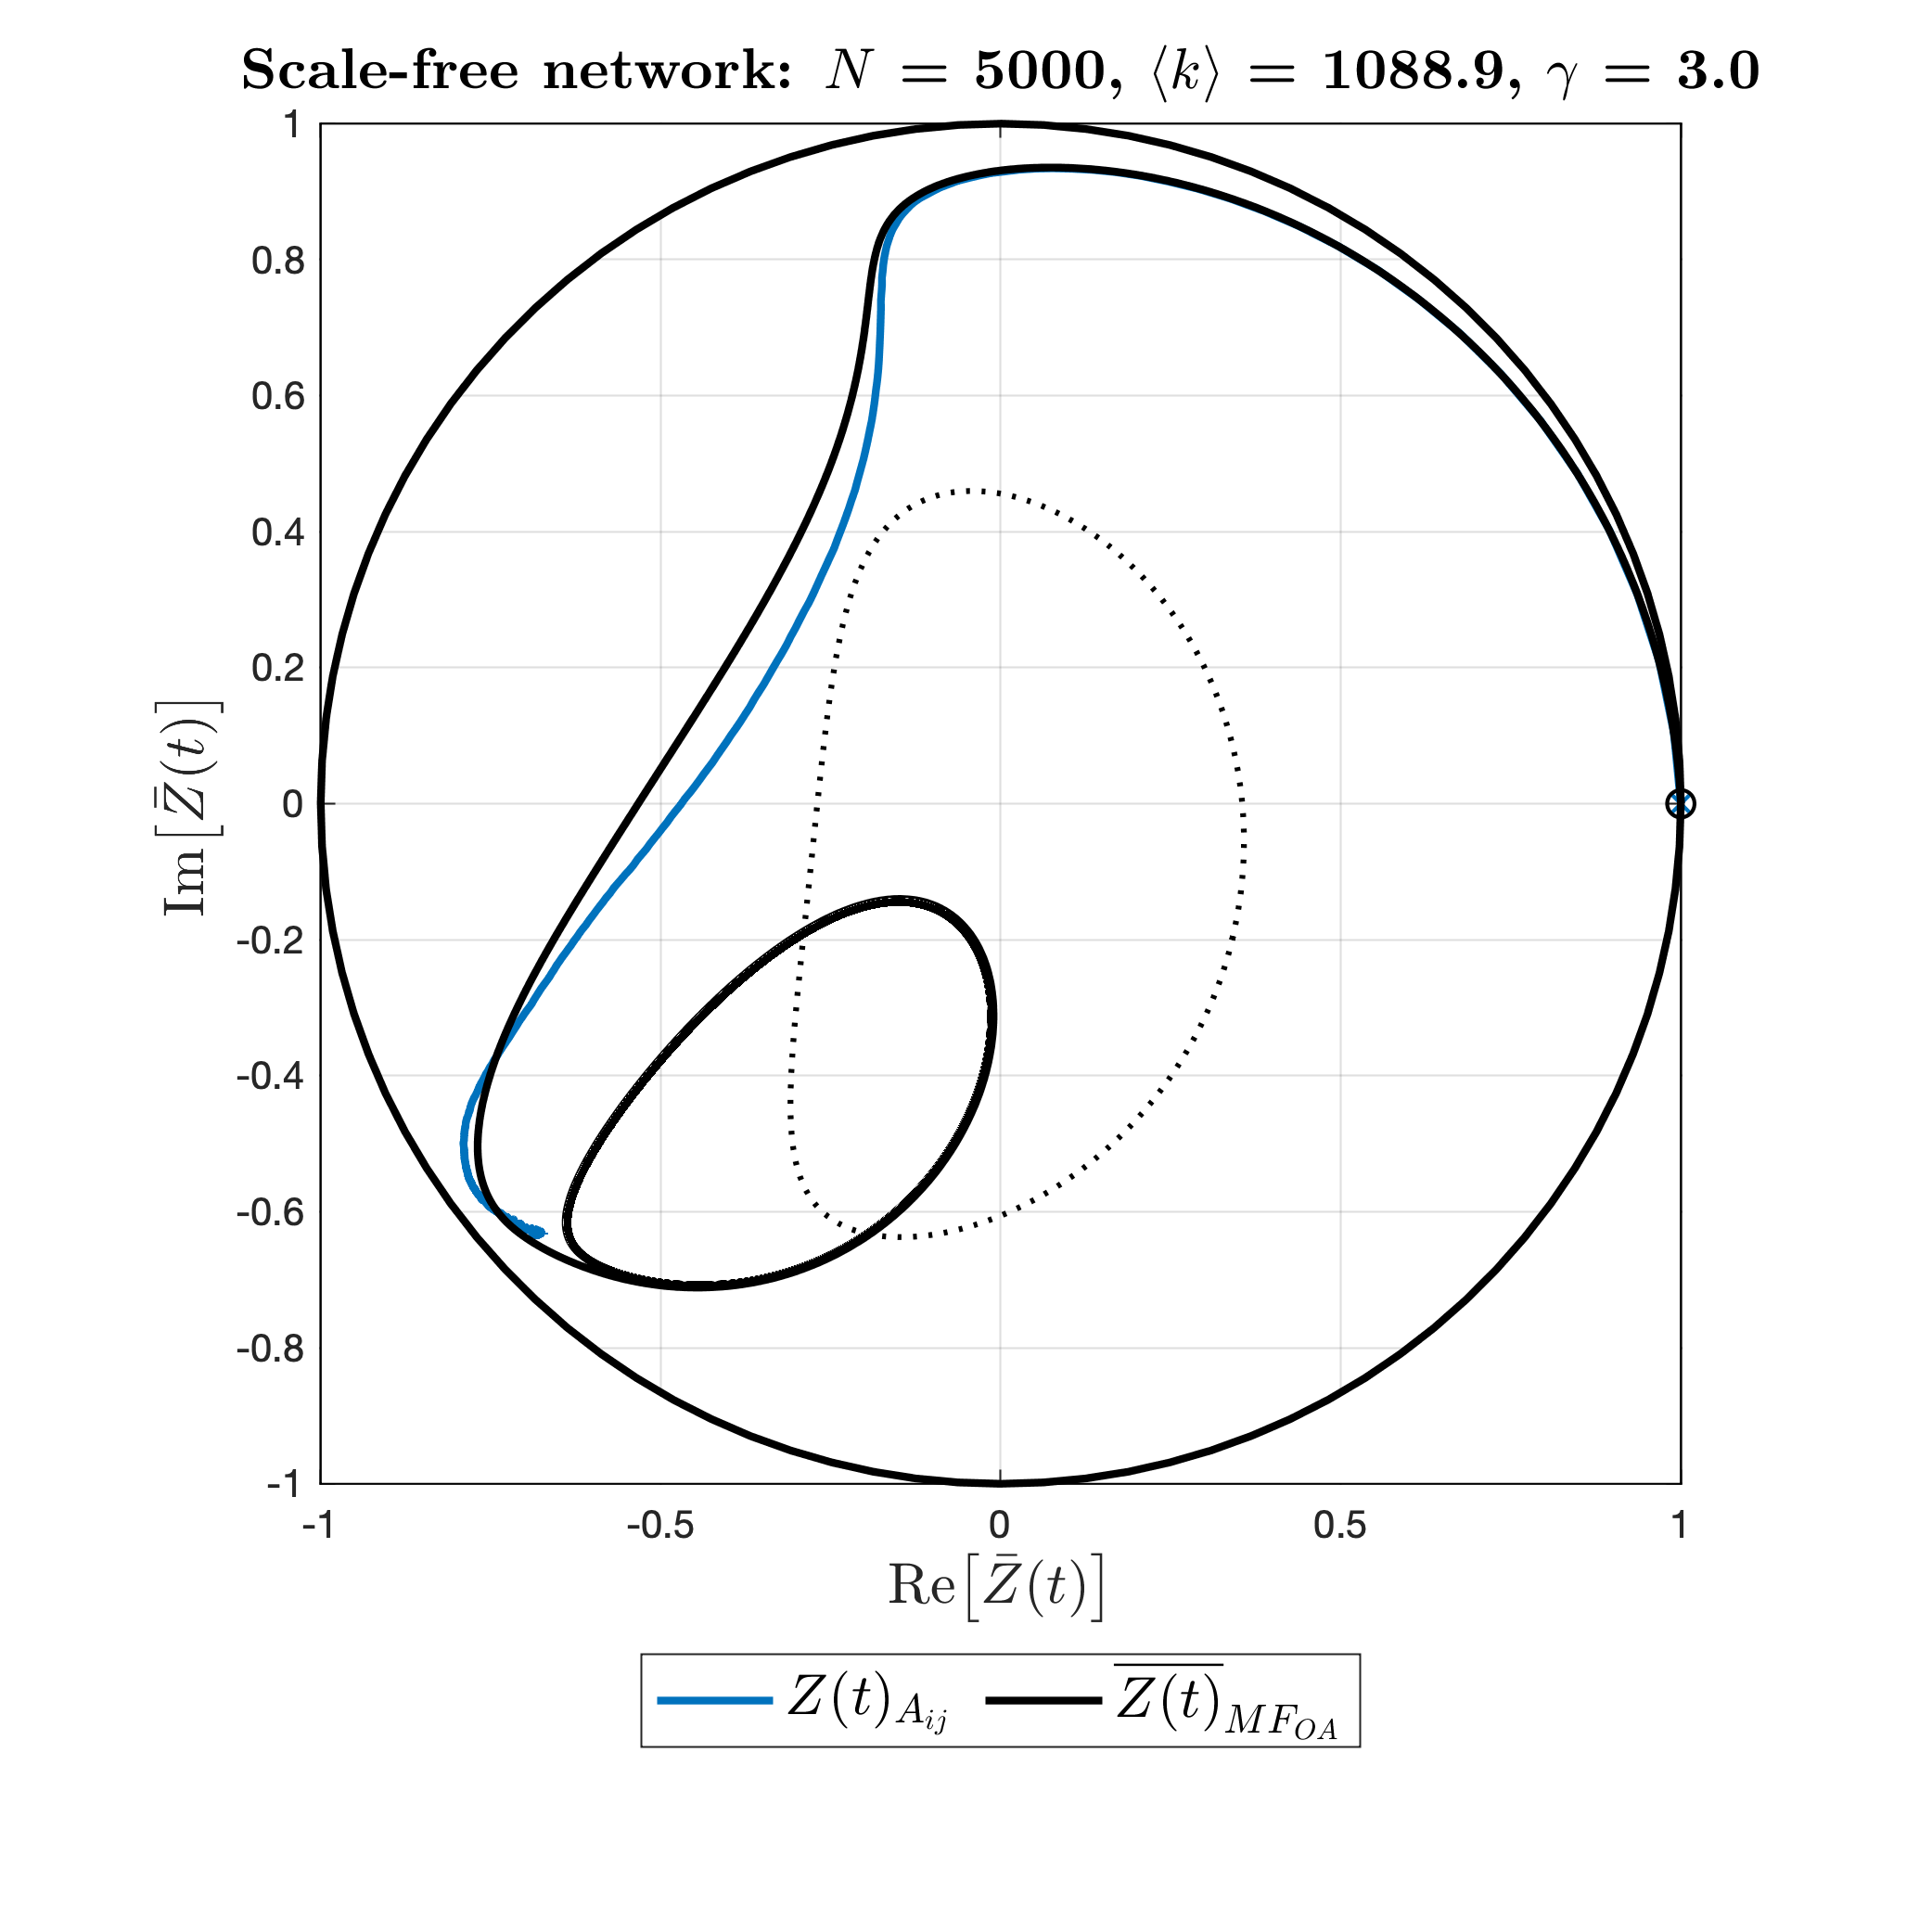 Scale-free network: N = 5000, ⟨k⟩ = 1088.9, γ = 3.0
1
0.8
0.6
0.4
0.2
0
-0.2
-0.4
-0.6
-0.8
-1
Im[Z̄(t)]
-1 -0.5 0 0.5 1
Re[Z̄(t)]
Z(t)_{A_{ij}} \overline{Z(t)}_{MF_{OA}}